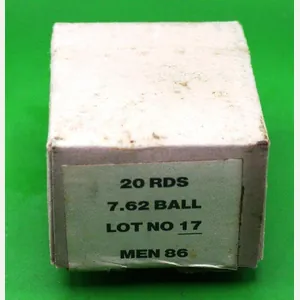 20 RDS
7.62 BALL
LOT NO 17
MEN 86